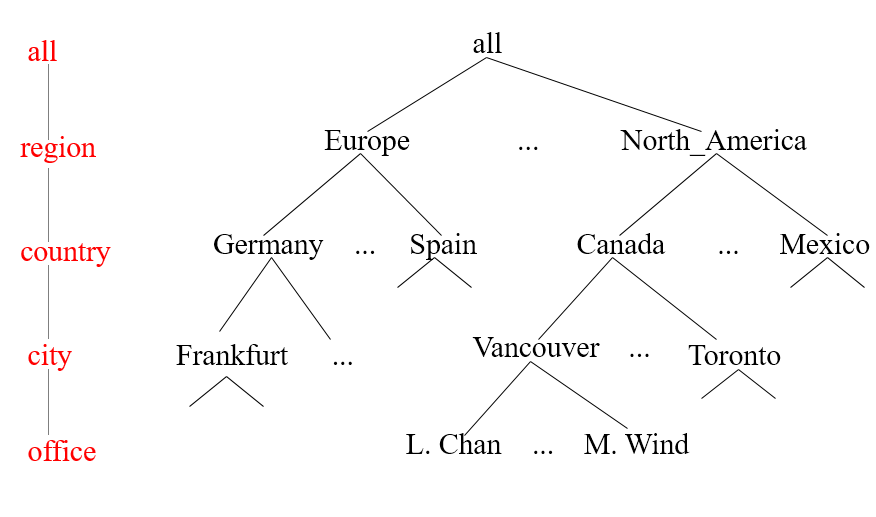 all all
region Europe ... North_America
country Germany ... Spain Canada ... Mexico
city Frankfurt ... Vancouver ... Toronto
office L. Chan ... M. Wind